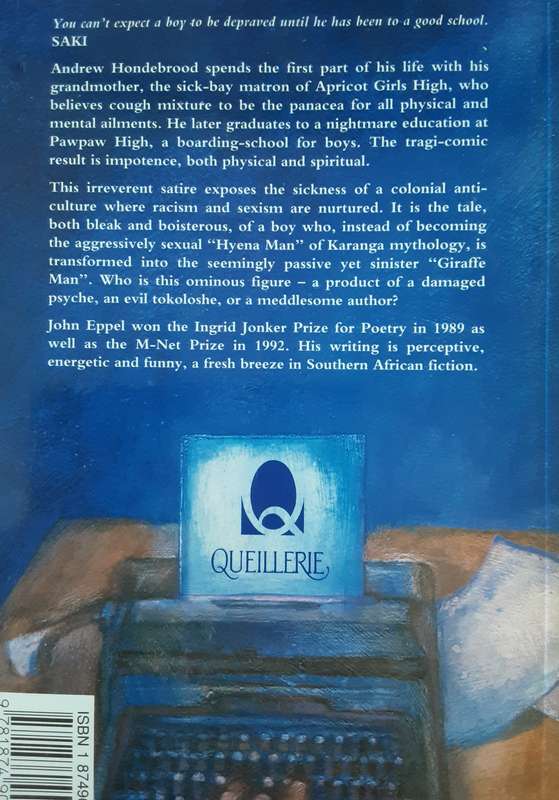 You can't expect a boy to be depraved until he has been to a good school.
SAKI
Andrew Hondebrood spends the first part of his life with his
grandmother, the sick-bay matron of Apricot Girls High, who
believes cough mixture to be the panacea for all physical and
mental ailments. He later graduates to a nightmare education at
Pawpaw High, a boarding-school for boys. The tragi-comic
result is impotence, both physical and spiritual.
This irreverent satire exposes the sickness of a colonial anti-
culture where racism and sexism are nurtured. It is the tale,
both bleak and boisterous, of a boy who, instead of becoming
the aggressively sexual “Hyena Man” of Karanga mythology, is
transformed into the seemingly passive yet sinister “Giraffe
Man”. Who is this ominous figure – a product of a damaged
psyche, an evil tokoloshe, or a meddlesome author?
John Eppel won the Ingrid Jonker Prize for Poetry in 1989 as
well as the M-Net Prize in 1992. His writing is perceptive,
energetic and funny, a fresh breeze in Southern African fiction.
Q
QUEILLERIE
ISBN 1 8749
9 781874 9